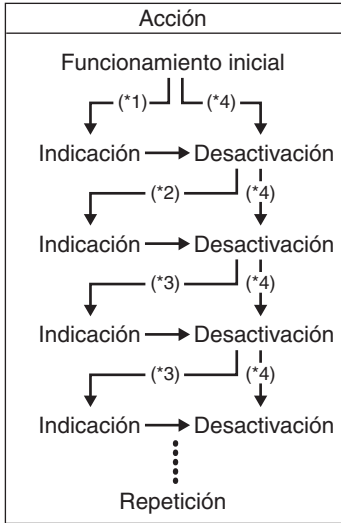 Acción
Funcionamiento inicial
(*1) (*4)
Indicación Desactivación
(*2) (*4)
Indicación Desactivación
(*3) (*4)
Indicación Desactivación
(*3) (*4)
Indicación Desactivación
Repetición